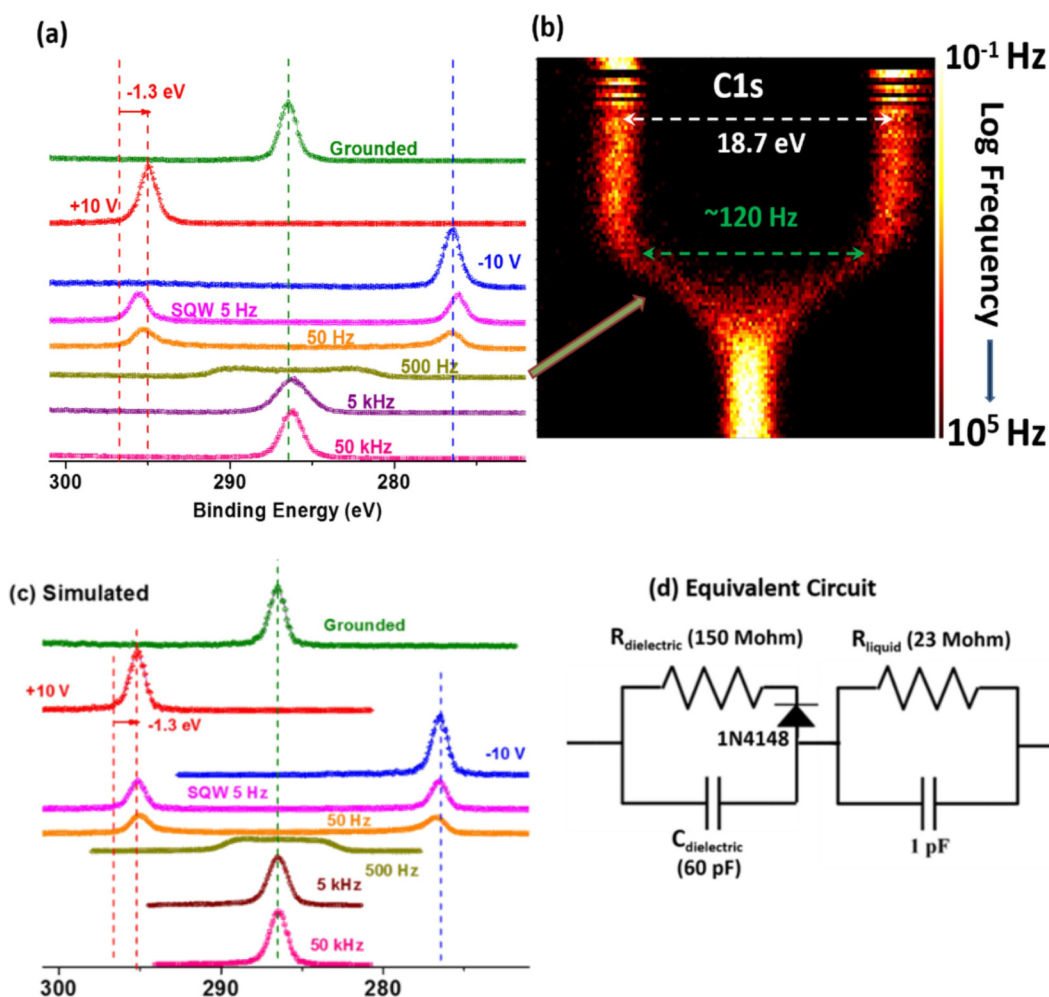 (a)
-1.3 eV
Grounded
+10 V
-10 V
SQW 5 Hz
50 Hz
500 Hz
5 kHz
50 kHz
300
290
280
Binding Energy (eV)
(b)
C1s
18.7 eV
~120 Hz
10-1 Hz
Log Frequency
105 Hz
(c) Simulated
Grounded
+10 V
-1.3 eV
-10 V
SQW 5 Hz
50 Hz
500 Hz
5 kHz
50 kHz
300
290
280
(d) Equivalent Circuit
Rdielectric (150 Mohm)
Rliquid (23 Mohm)
1N4148
Cdielectric
(60 pF)
1 pF